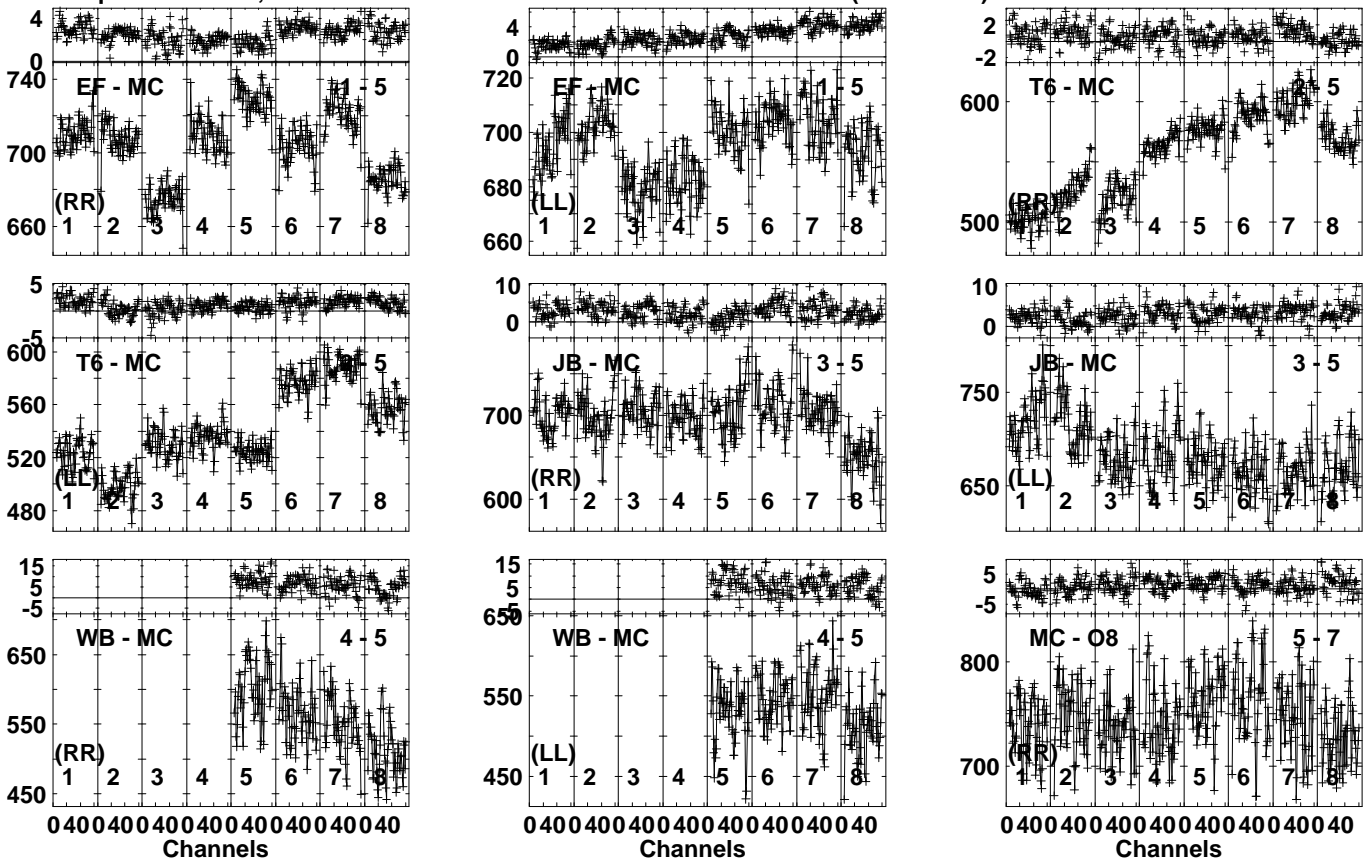 4 0 4 0 2 -2
740 700 660 EF - MC 1 - 5 (RR) 1 2 3 4 5 6 7 8
720 700 680 660 EF - MC 1 - 5 (LL) 1 2 3 4 5 6 7 8
600 500 T6 - MC 2 - 5 (RR) 1 2 3 4 5 6 7 8
5 -5 10 0 10 0
600 560 520 480 T6 - MC 2 - 5 (LL) 1 2 3 4 5 6 7 8
700 600 JB - MC 3 - 5 (RR) 1 2 3 4 5 6 7 8
750 650 JB - MC 3 - 5 (LL) 1 2 3 4 5 6 7 8
15 5 -5 15 5 -5 5 -5
650 550 450 WB - MC 4 - 5 (RR) 1 2 3 4 5 6 7 8
650 550 450 WB - MC 4 - 5 (LL) 1 2 3 4 5 6 7 8
800 700 MC - O8 5 - 7 (RR) 1 2 3 4 5 6 7 8
0 40 0 40 0 40 0 40 0 40 0 40 0 40 0 40 0 40 0 40 0 40 0 40 0 40 0 40 0 40 0 40 0 40 0 40 0 40 0 40 0 40 0 40 0 40 0 40
Channels Channels Channels